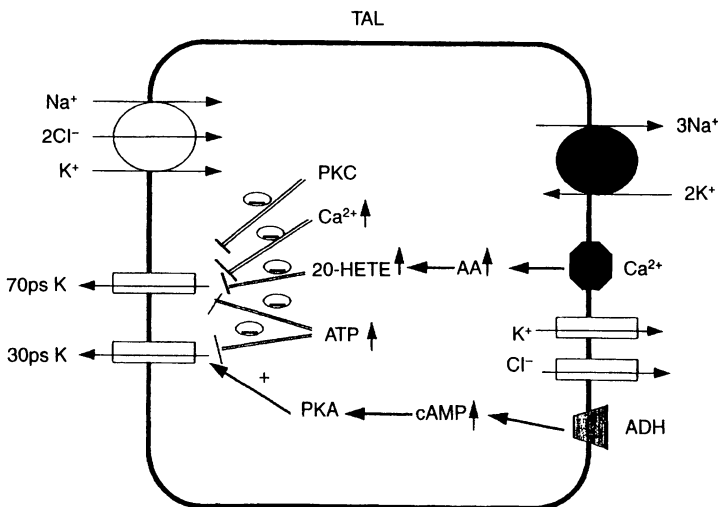 TAL
Na⁺
2Cl⁻
K⁺
3Na⁺
2K⁺
PKC
Ca²⁺
20-HETE AA Ca²⁺
70ps K
ATP K⁺
30ps K Cl⁻
+
PKA cAMP ADH